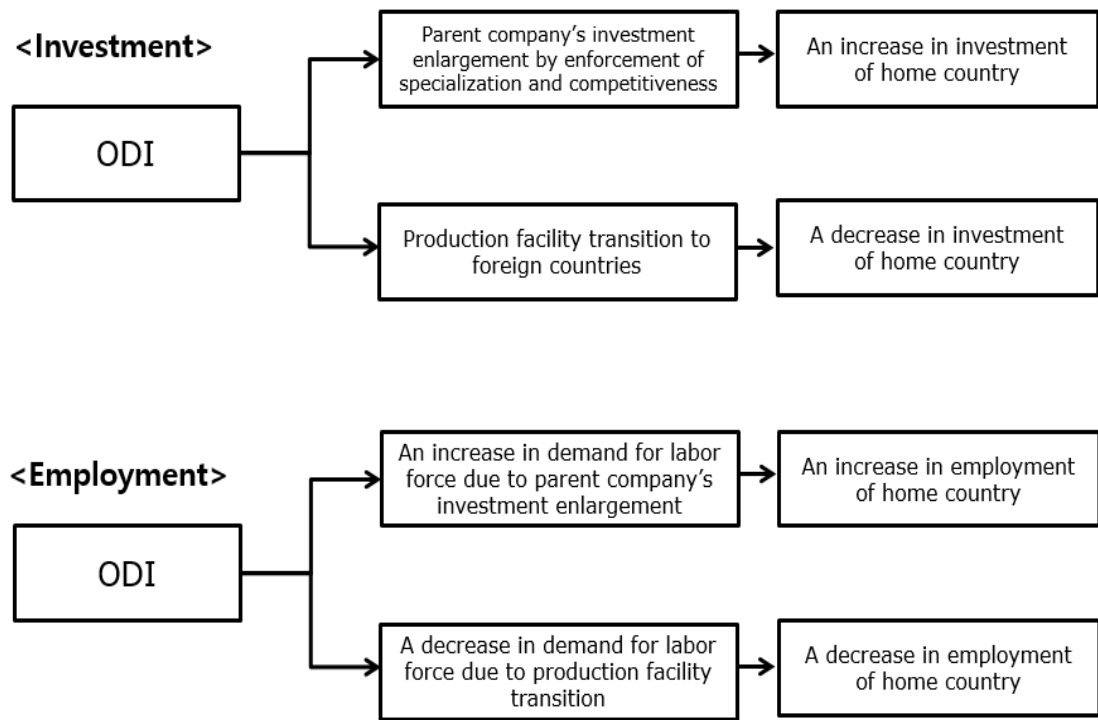 <Investment>
ODI
Parent company's investment
enlargement by enforcement of
specialization and competitiveness
An increase in investment
of home country
Production facility transition to
foreign countries
A decrease in investment
of home country
<Employment>
ODI
An increase in demand for labor
force due to parent company's
investment enlargement
An increase in employment
of home country
A decrease in demand for labor
force due to production facility
transition
A decrease in employment
of home country